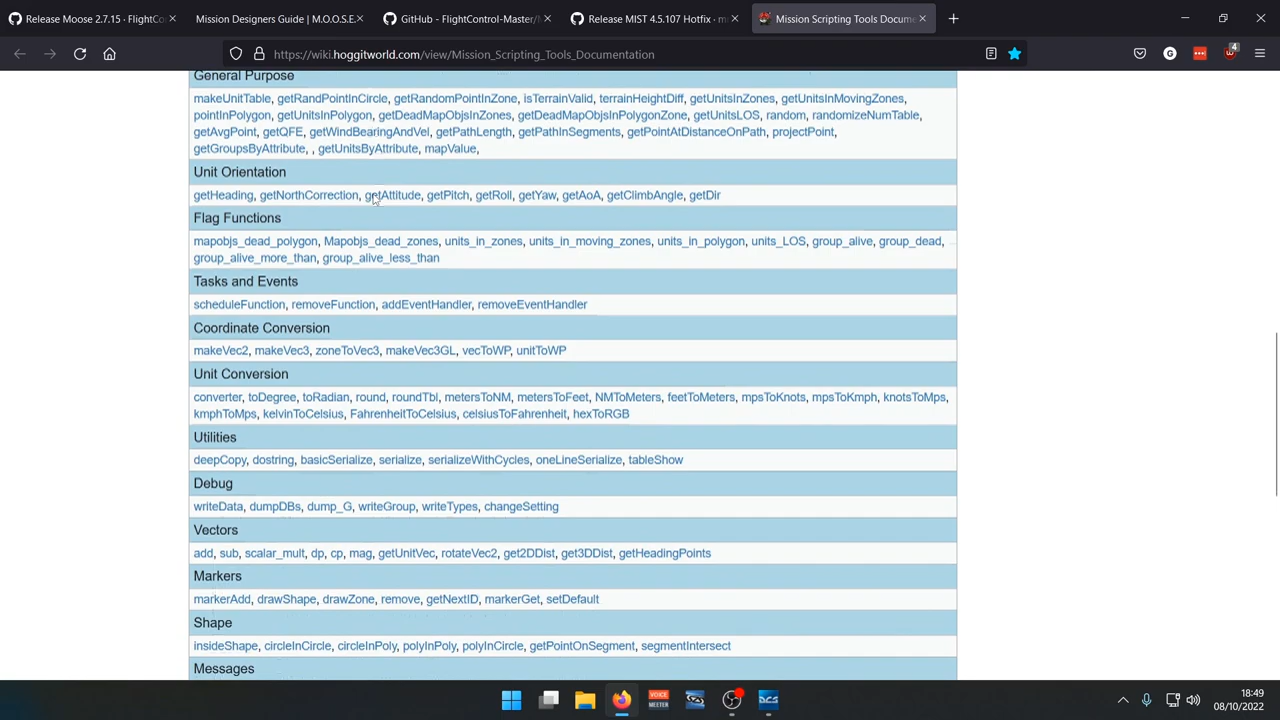 Release Moose 2.7.15 · FlightCo
Mission Designers Guide | M.O.O.S.E.
GitHub - FlightControl-Master/
Release MIST 4.5.107 Hotfix · m
Mission Scripting Tools Docume
https://wiki.hoggitworld.com/view/Mission_Scripting_Tools_Documentation
4
General Purpose
makeUnitTable, getRandPointInCircle, getRandomPointInZone, isTerrainValid, terrainHeightDiff, getUnitsInZones, getUnitsInMovingZones,
pointInPolygon, getUnitsInPolygon, getDeadMapObjsInZones, getDeadMapObjsInPolygonZone, getUnitsLOS, random, randomizeNumTable,
getAvgPoint, getQFE, getWindBearingAndVel, getPathLength, getPathInSegments, getPointAtDistanceOnPath, projectPoint,
getGroupsByAttribute, , getUnitsByAttribute, mapValue,
Unit Orientation
getHeading, getNorthCorrection, getAttitude, getPitch, getRoll, getYaw, getAoA, getClimbAngle, getDir
Flag Functions
mapobjs_dead_polygon, Mapobjs_dead_zones, units_in_zones, units_in_moving_zones, units_in_polygon, units_LOS, group_alive, group_dead,
group_alive_more_than, group_alive_less_than
Tasks and Events
scheduleFunction, removeFunction, addEventHandler, removeEventHandler
Coordinate Conversion
makeVec2, makeVec3, zoneToVec3, makeVec3GL, vecToWP, unitToWP
Unit Conversion
converter, toDegree, toRadian, round, roundTbl, metersToNM, metersToFeet, NMToMeters, feetToMeters, mpsToKnots, mpsToKmph, knotsToMps,
kmphToMps, kelvinToCelsius, FahrenheitToCelsius, celsiusToFahrenheit, hexToRGB
Utilities
deepCopy, dostring, basicSerialize, serialize, serializeWithCycles, oneLineSerialize, tableShow
Debug
writeData, dumpDBs, dump_G, writeGroup, writeTypes, changeSetting
Vectors
add, sub, scalar_mult, dp, cp, mag, getUnitVec, rotateVec2, get2DDist, get3DDist, getHeadingPoints
Markers
markerAdd, drawShape, drawZone, remove, getNextID, markerGet, setDefault
Shape
insideShape, circleInCircle, circleInPoly, polyInPoly, polyInCircle, getPointOnSegment, segmentIntersect
Messages
VOICE
MEETER
DCS
18:49
08/10/2022